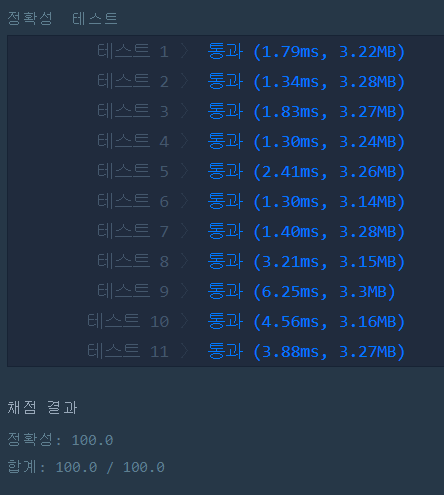 정확성 테스트
테스트 1 〉 통과 (1.79ms, 3.22MB)
테스트 2 〉 통과 (1.34ms, 3.28MB)
테스트 3 〉 통과 (1.83ms, 3.27MB)
테스트 4 〉 통과 (1.30ms, 3.24MB)
테스트 5 〉 통과 (2.41ms, 3.26MB)
테스트 6 〉 통과 (1.30ms, 3.14MB)
테스트 7 〉 통과 (1.40ms, 3.28MB)
테스트 8 〉 통과 (3.21ms, 3.15MB)
테스트 9 〉 통과 (6.25ms, 3.3MB)
테스트 10 〉 통과 (4.56ms, 3.16MB)
테스트 11 〉 통과 (3.88ms, 3.27MB)
채점 결과
정확성: 100.0
합계: 100.0 / 100.0